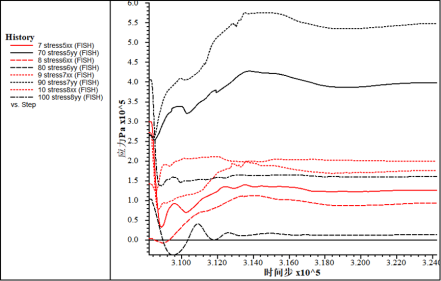 History
7 stress5xx (FISH)
70 stress5yy (FISH)
8 stress6xx (FISH)
80 stress6yy (FISH)
9 stress7xx (FISH)
90 stress7yy (FISH)
10 stress8xx (FISH)
100 stress8yy (FISH)
vs. Step
应力Pa x10^5
6.0
5.5
5.0
4.5
4.0
3.5
3.0
2.5
2.0
1.5
1.0
0.5
0.0
3.100 3.120 3.140 3.160 3.180 3.200 3.220 3.240
时间步 x10^5